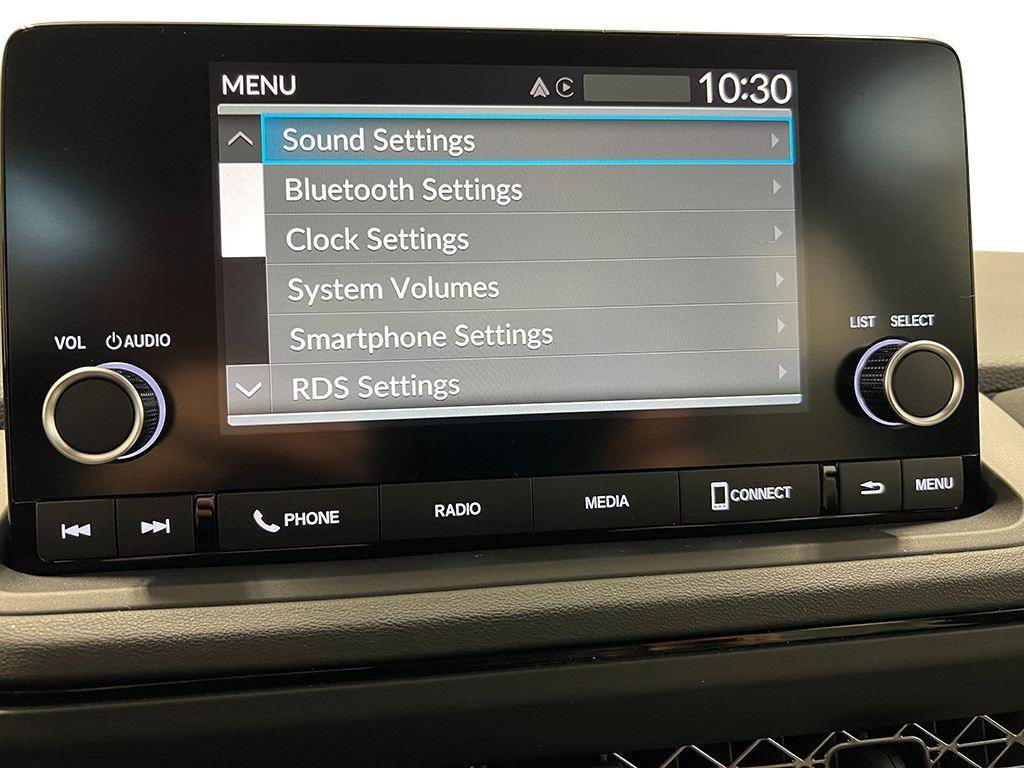 MENU 10:30
Sound Settings
Bluetooth Settings
Clock Settings
System Volumes
Smartphone Settings
RDS Settings
VOL AUDIO
LIST SELECT
PHONE RADIO MEDIA CONNECT MENU